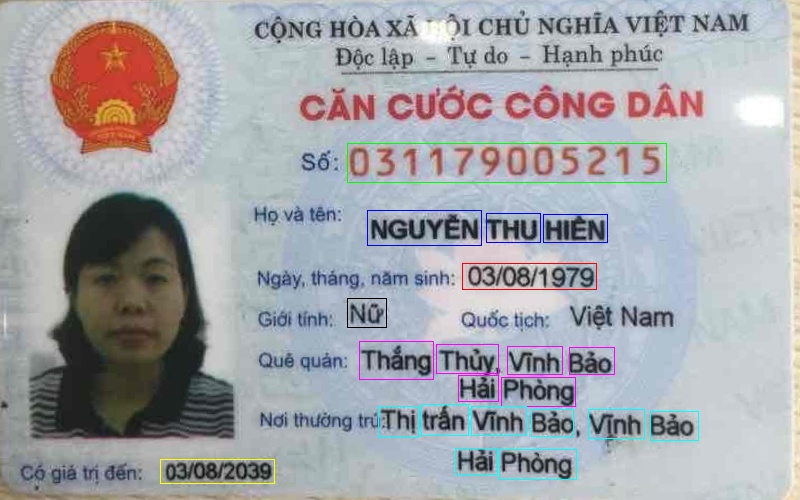 CỘNG HÒA XÃ HỘI CHỦ NGHĨA VIỆT NAM
Độc lập - Tự do - Hạnh phúc
CĂN CƯỚC CÔNG DÂN
Số: 031179005215
Họ và tên: NGUYỄN THU HIỀN
Ngày, tháng, năm sinh: 03/08/1979
Giới tính: Nữ Quốc tịch: Việt Nam
Quê quán: Thắng Thủy, Vĩnh Bảo
Hải Phòng
Nơi thường trú: Thị trấn Vĩnh Bảo, Vĩnh Bảo
Hải Phòng
Có giá trị đến: 03/08/2039